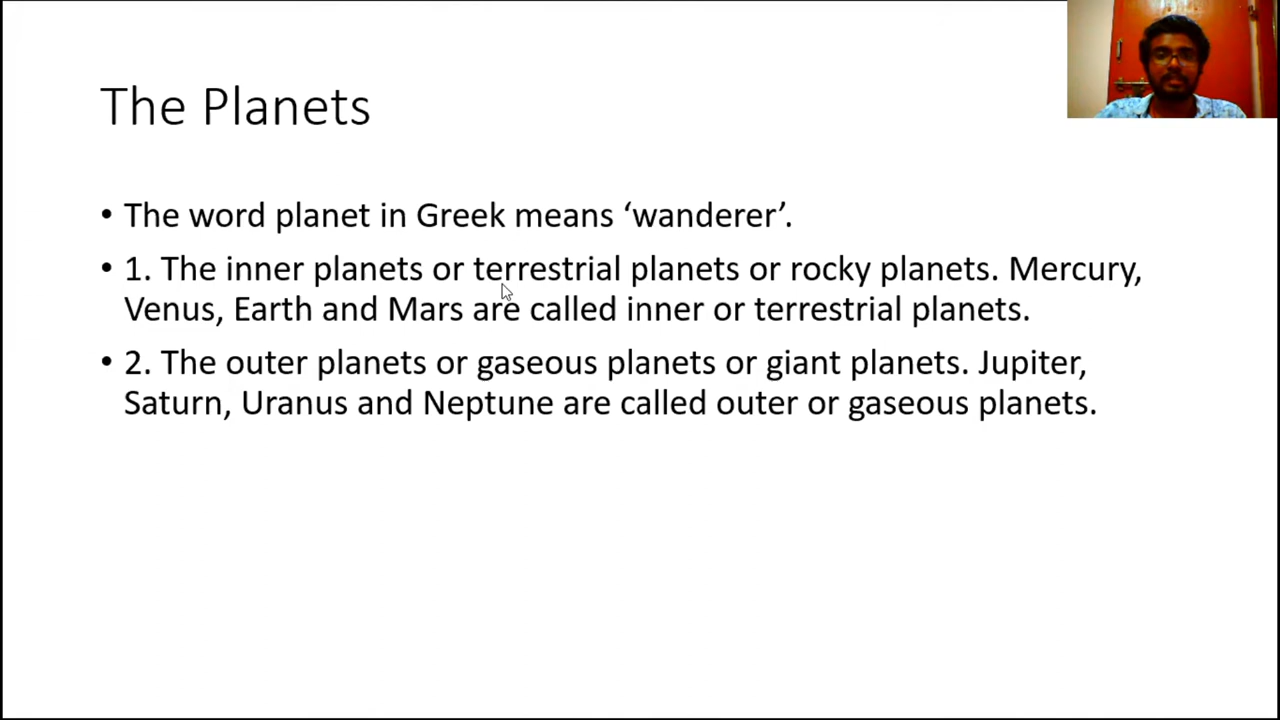 The Planets
• The word planet in Greek means ‘wanderer’.
• 1. The inner planets or terrestrial planets or rocky planets. Mercury,
Venus, Earth and Mars are called inner or terrestrial planets.
• 2. The outer planets or gaseous planets or giant planets. Jupiter,
Saturn, Uranus and Neptune are called outer or gaseous planets.